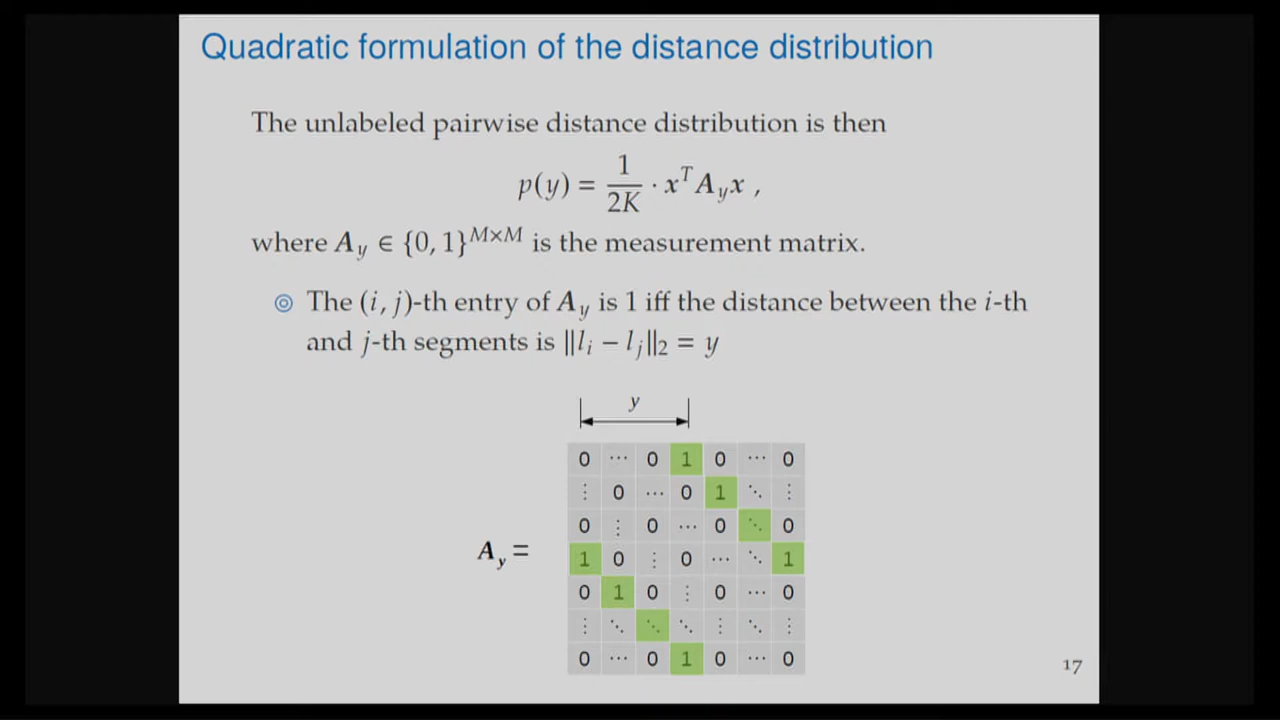 Quadratic formulation of the distance distribution
The unlabeled pairwise distance distribution is then
p(y) = 1/2K · xᵀA_y x ,
where A_y ∈ {0, 1}^{M×M} is the measurement matrix.
◎ The (i, j)-th entry of A_y is 1 iff the distance between the i-th
and j-th segments is ||l_i − l_j||₂ = y
y
0 ⋯ 0 1 0 ⋯ 0
⋮ 0 ⋯ 0 1 ⋱ ⋮
0 ⋮ 0 ⋯ 0 ⋱ 0
A_y = 1 0 ⋮ 0 ⋯ ⋱ 1
0 1 0 ⋮ 0 ⋯ 0
⋮ ⋱ ⋱ ⋱ ⋮ ⋱ ⋮
0 ⋯ 0 1 0 ⋯ 0
17